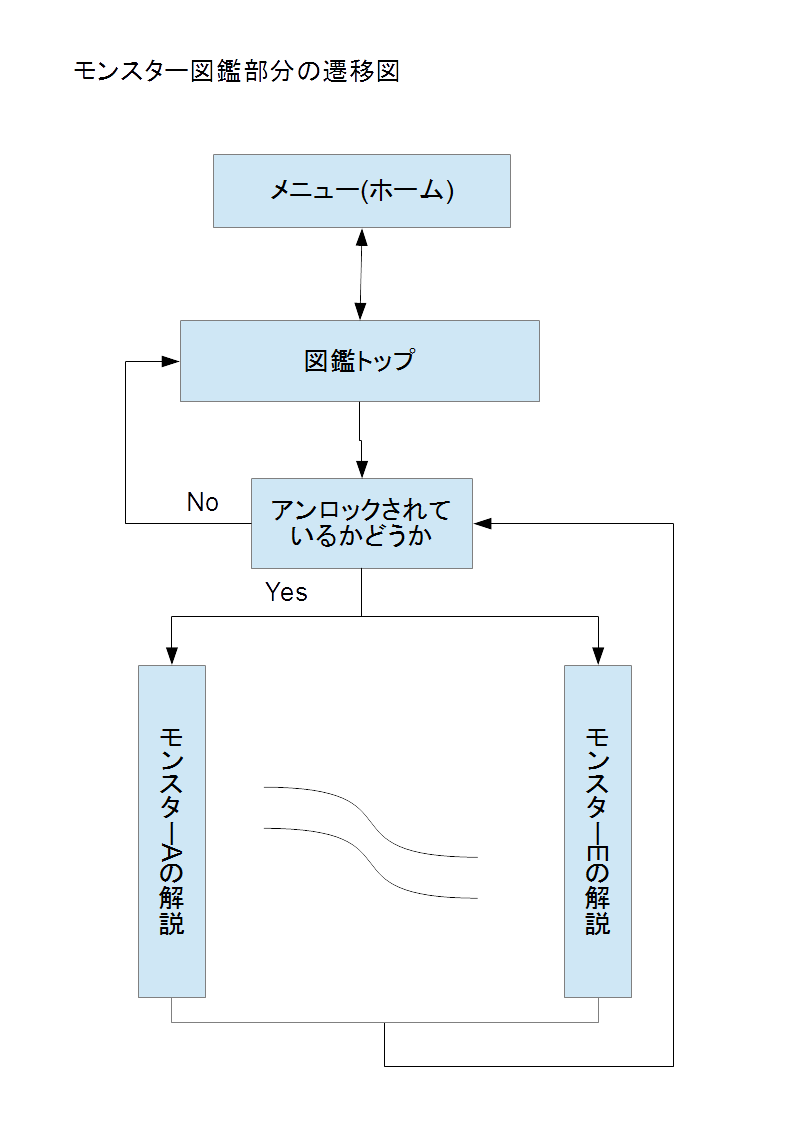 モンスター図鑑部分の遷移図
メニュー(ホーム)
図鑑トップ
No
アンロックされて
いるかどうか
Yes
モンスターAの解説
モンスターEの解説